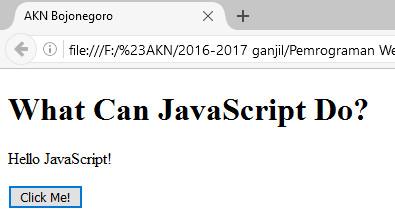 AKN Bojonegoro
file:///F:/%23AKN/2016-2017 ganjil/Pemrograman We
What Can JavaScript Do?
Hello JavaScript!
Click Me!